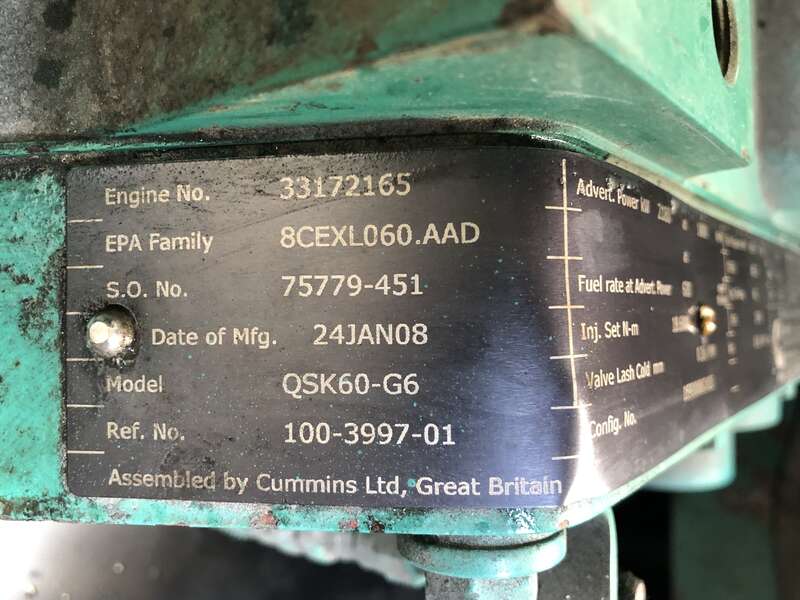 Engine No. 33172165
EPA Family 8CEXL060.AAD
S.O. No. 75779-451
Date of Mfg. 24JAN08
Model QSK60-G6
Ref. No. 100-3997-01
Assembled by Cummins Ltd, Great Britain
Advert. Power kW
Fuel rate at Advert. Power
Inj. Set N-m
Valve Lash Cold mm
Config. No.